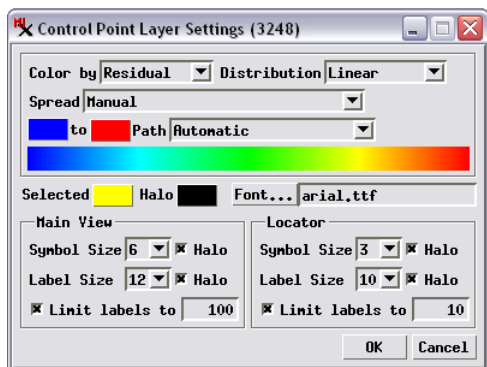 Control Point Layer Settings (3248)
Color by Residual Distribution Linear
Spread Manual
to Path Automatic
Selected Halo Font... arial.ttf
Main View
Symbol Size 6 Halo
Label Size 12 Halo
Limit labels to 100
Locator
Symbol Size 3 Halo
Label Size 10 Halo
Limit labels to 10
OK Cancel